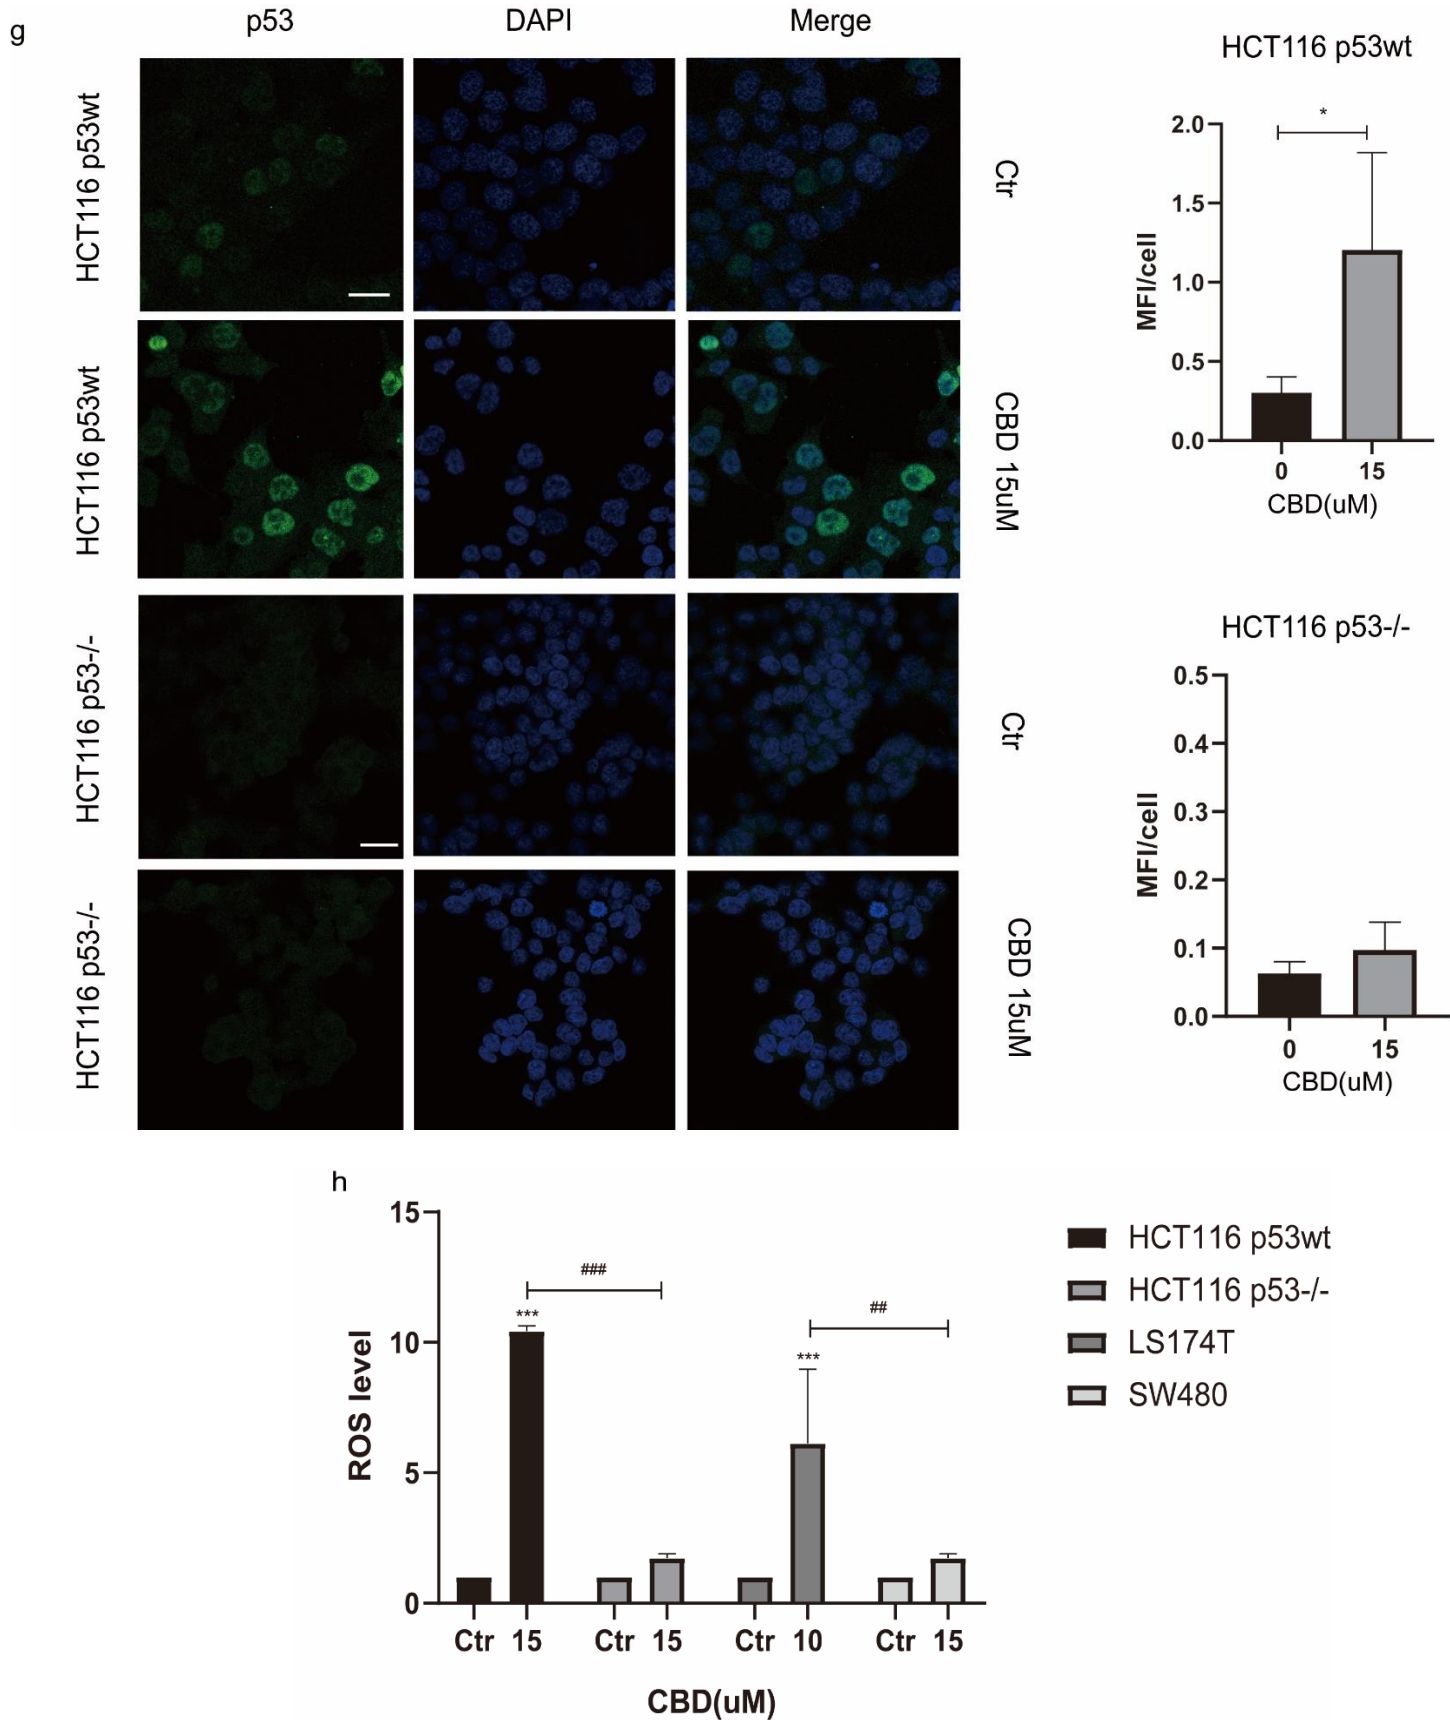 g
p53 DAPI Merge
HCT116 p53wt
Ctr
HCT116 p53wt
CBD 15uM
HCT116 p53-/-
Ctr
HCT116 p53-/-
CBD 15uM
HCT116 p53wt
*
2.0
1.5
1.0
0.5
0.0
MFI/cell
0 15
CBD(uM)
HCT116 p53-/-
0.5
0.4
0.3
0.2
0.1
0.0
MFI/cell
0 15
CBD(uM)
h
15
10
5
0
ROS level
###
***
##
***
Ctr 15 Ctr 15 Ctr 10 Ctr 15
CBD(uM)
HCT116 p53wt
HCT116 p53-/-
LS174T
SW480